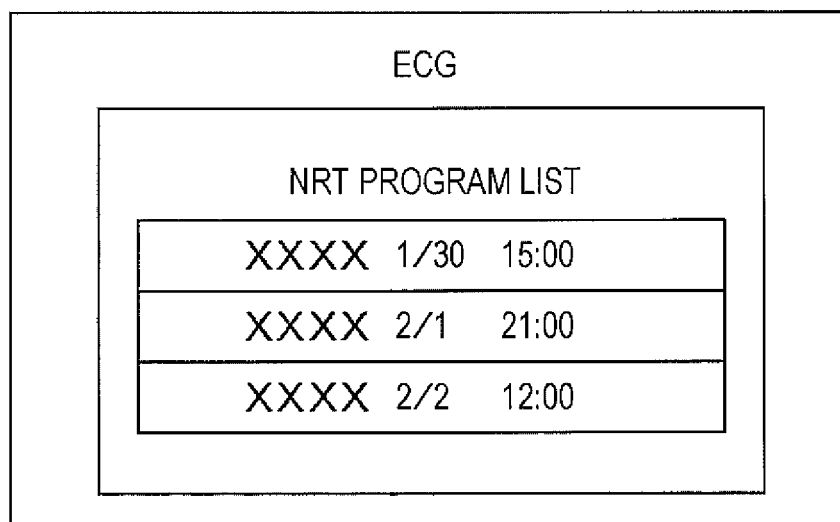 ECG
NRT PROGRAM LIST
XXXX 1/30 15:00
XXXX 2/1 21:00
XXXX 2/2 12:00